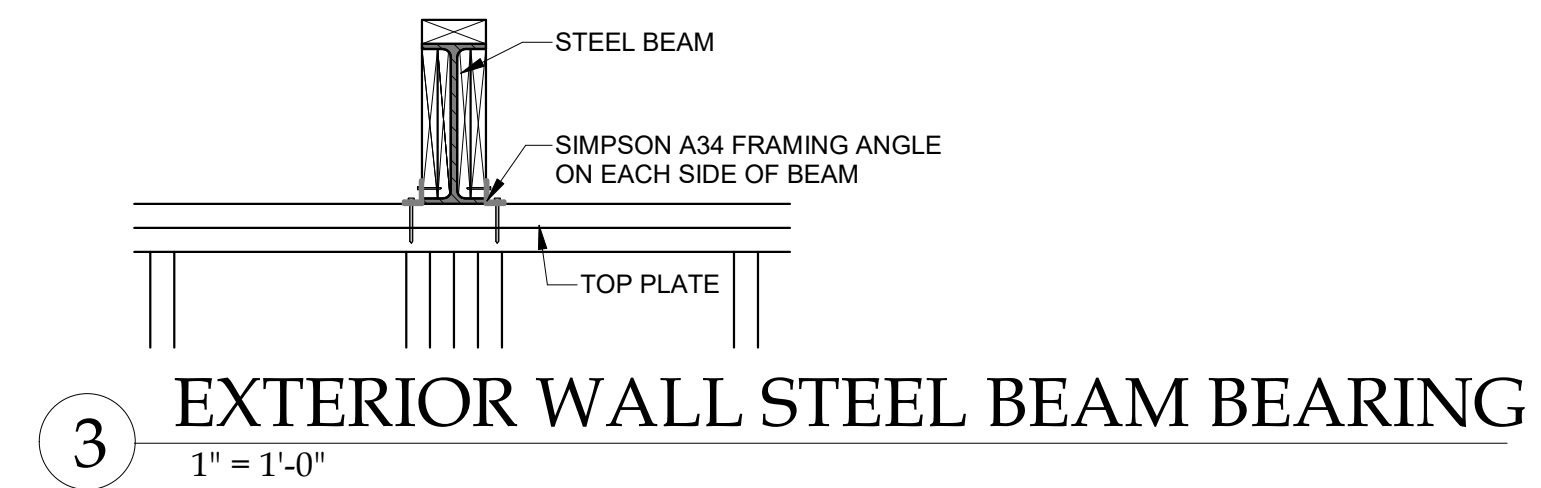 STEEL BEAM
SIMPSON A34 FRAMING ANGLE
ON EACH SIDE OF BEAM
TOP PLATE
3
EXTERIOR WALL STEEL BEAM BEARING
1" = 1'-0"